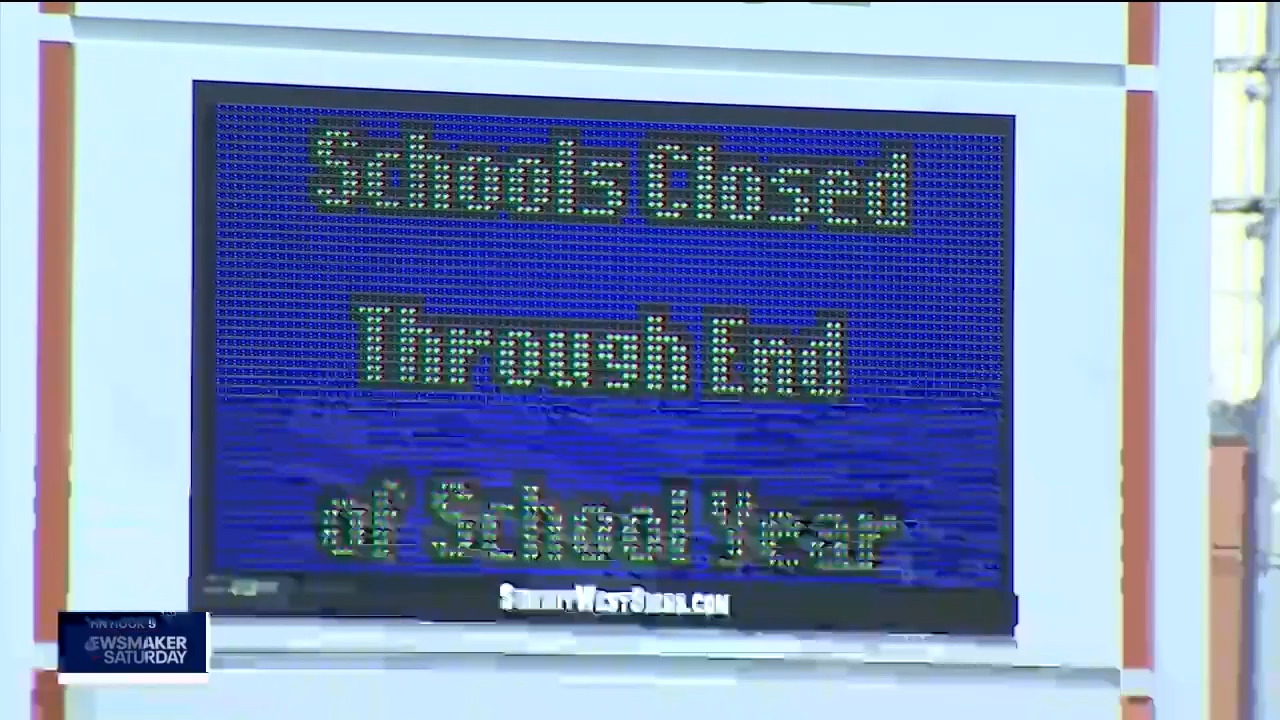 Schools Closed
Through End
of School Year
NEWSMAKER
SATURDAY